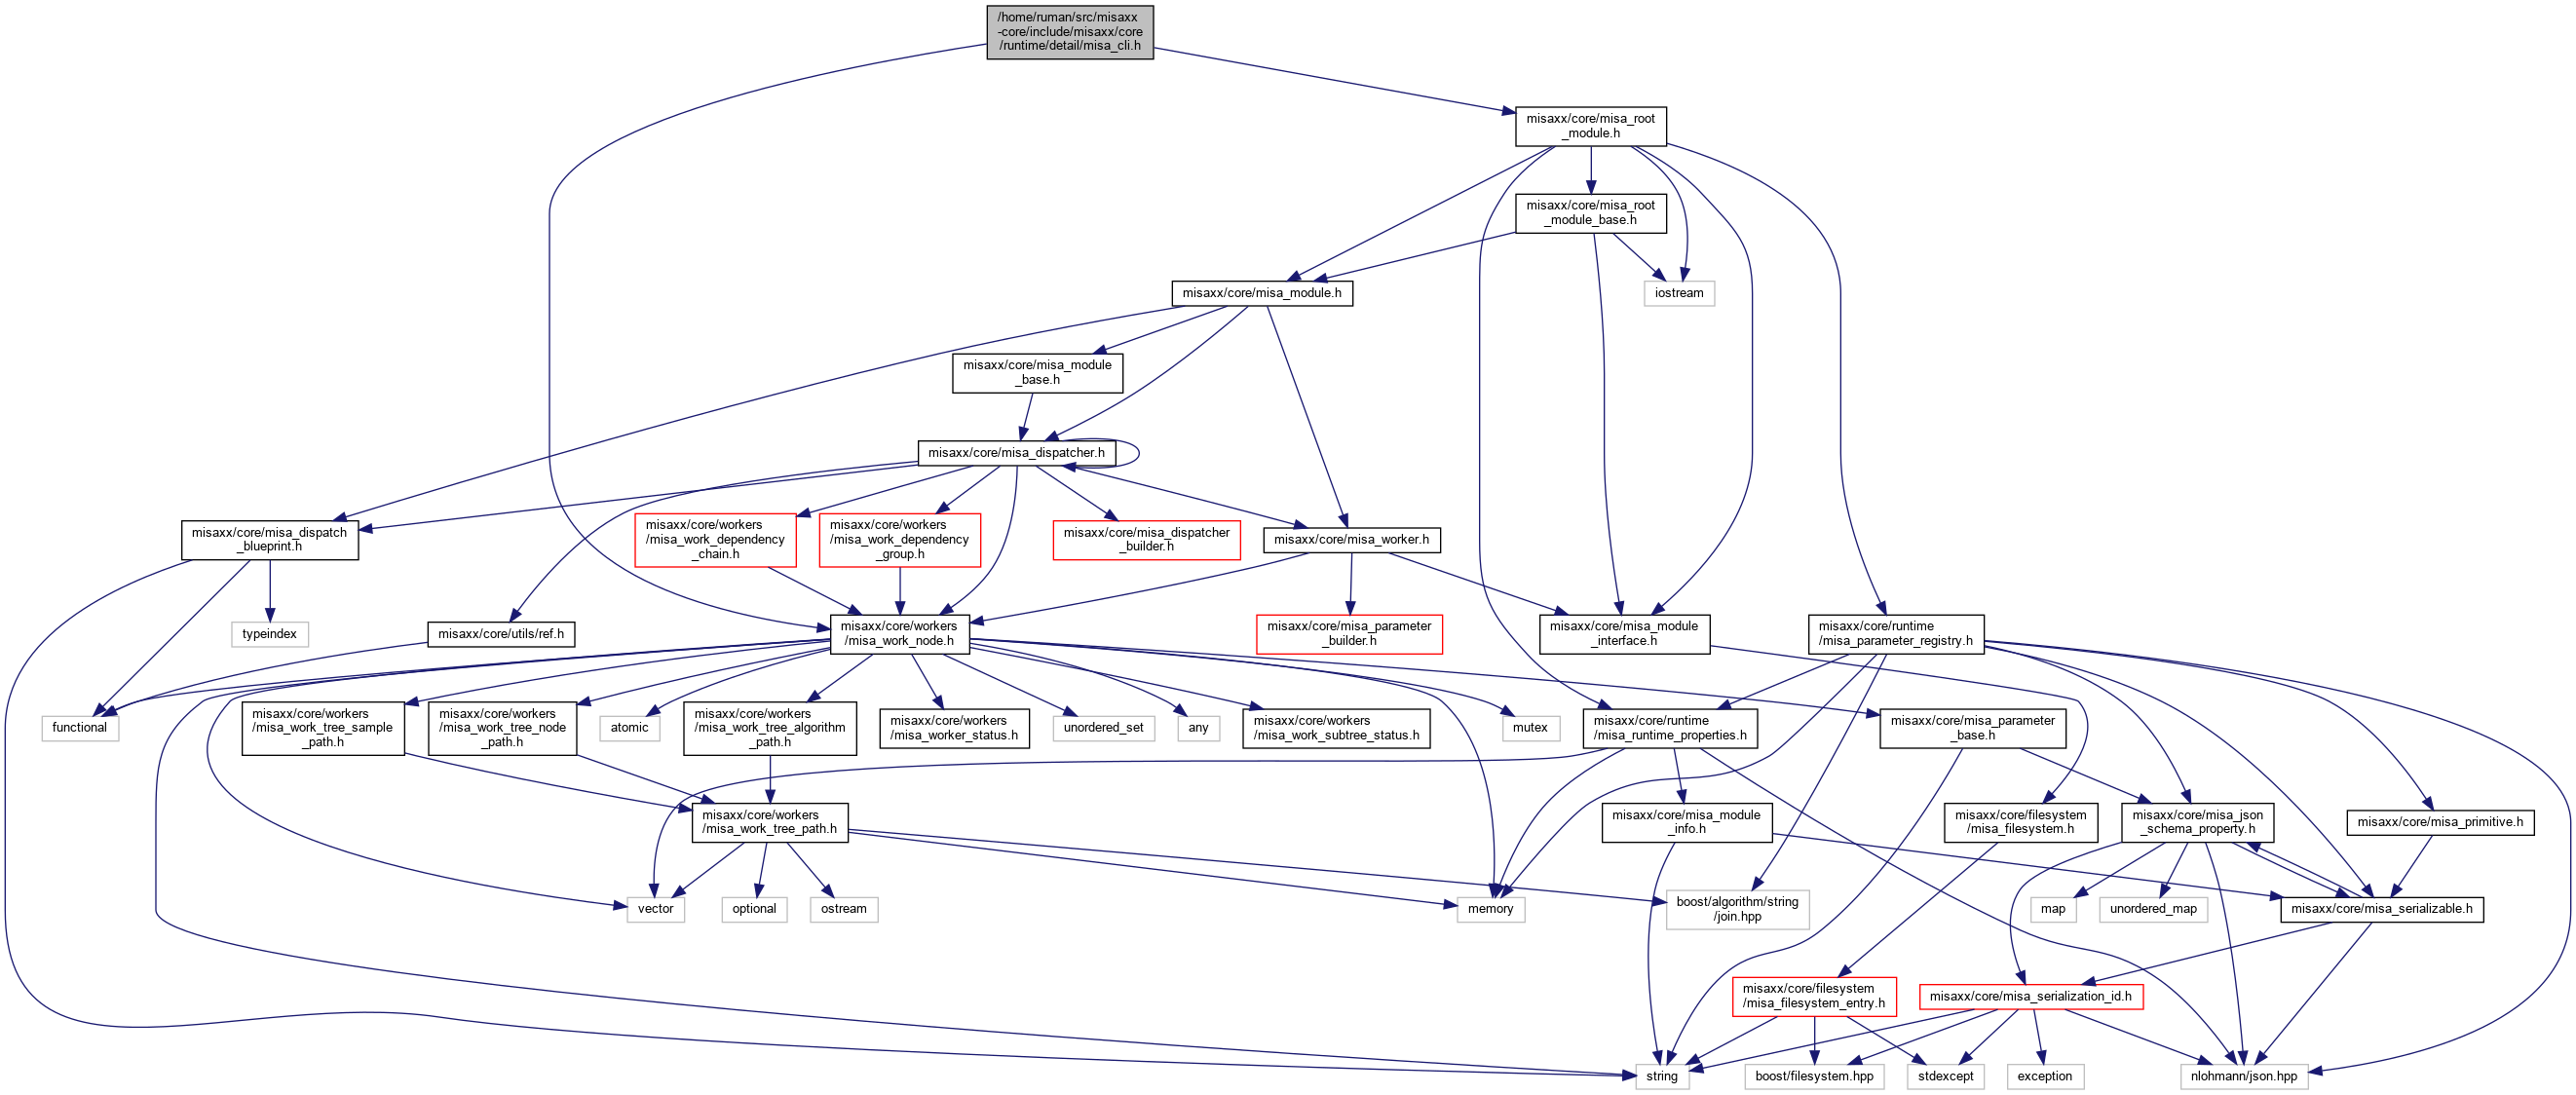 /home/ruman/src/misaxx
-core/include/misaxx/core
/runtime/detail/misa_cli.h
misaxx/core/misa_root
_module.h
misaxx/core/misa_root
_module_base.h
misaxx/core/misa_module.h
iostream
misaxx/core/misa_module
_base.h
misaxx/core/misa_dispatcher.h
misaxx/core/misa_dispatch
_blueprint.h
misaxx/core/workers
/misa_work_dependency
_chain.h
misaxx/core/workers
/misa_work_dependency
_group.h
misaxx/core/misa_dispatcher
_builder.h
misaxx/core/misa_worker.h
typeindex
misaxx/core/utils/ref.h
misaxx/core/workers
/misa_work_node.h
misaxx/core/misa_parameter
_builder.h
misaxx/core/misa_module
_interface.h
misaxx/core/runtime
/misa_parameter_registry.h
functional
misaxx/core/workers
/misa_work_tree_sample
_path.h
misaxx/core/workers
/misa_work_tree_node
_path.h
atomic
misaxx/core/workers
/misa_work_tree_algorithm
_path.h
misaxx/core/workers
/misa_worker_status.h
unordered_set
any
misaxx/core/workers
/misa_work_subtree_status.h
mutex
misaxx/core/runtime
/misa_runtime_properties.h
misaxx/core/misa_parameter
_base.h
misaxx/core/workers
/misa_work_tree_path.h
misaxx/core/misa_module
_info.h
misaxx/core/filesystem
/misa_filesystem.h
misaxx/core/misa_json
_schema_property.h
misaxx/core/misa_primitive.h
vector
optional
ostream
memory
boost/algorithm/string
/join.hpp
map
unordered_map
misaxx/core/misa_serializable.h
misaxx/core/filesystem
/misa_filesystem_entry.h
misaxx/core/misa_serialization_id.h
string
boost/filesystem.hpp
stdexcept
exception
nlohmann/json.hpp